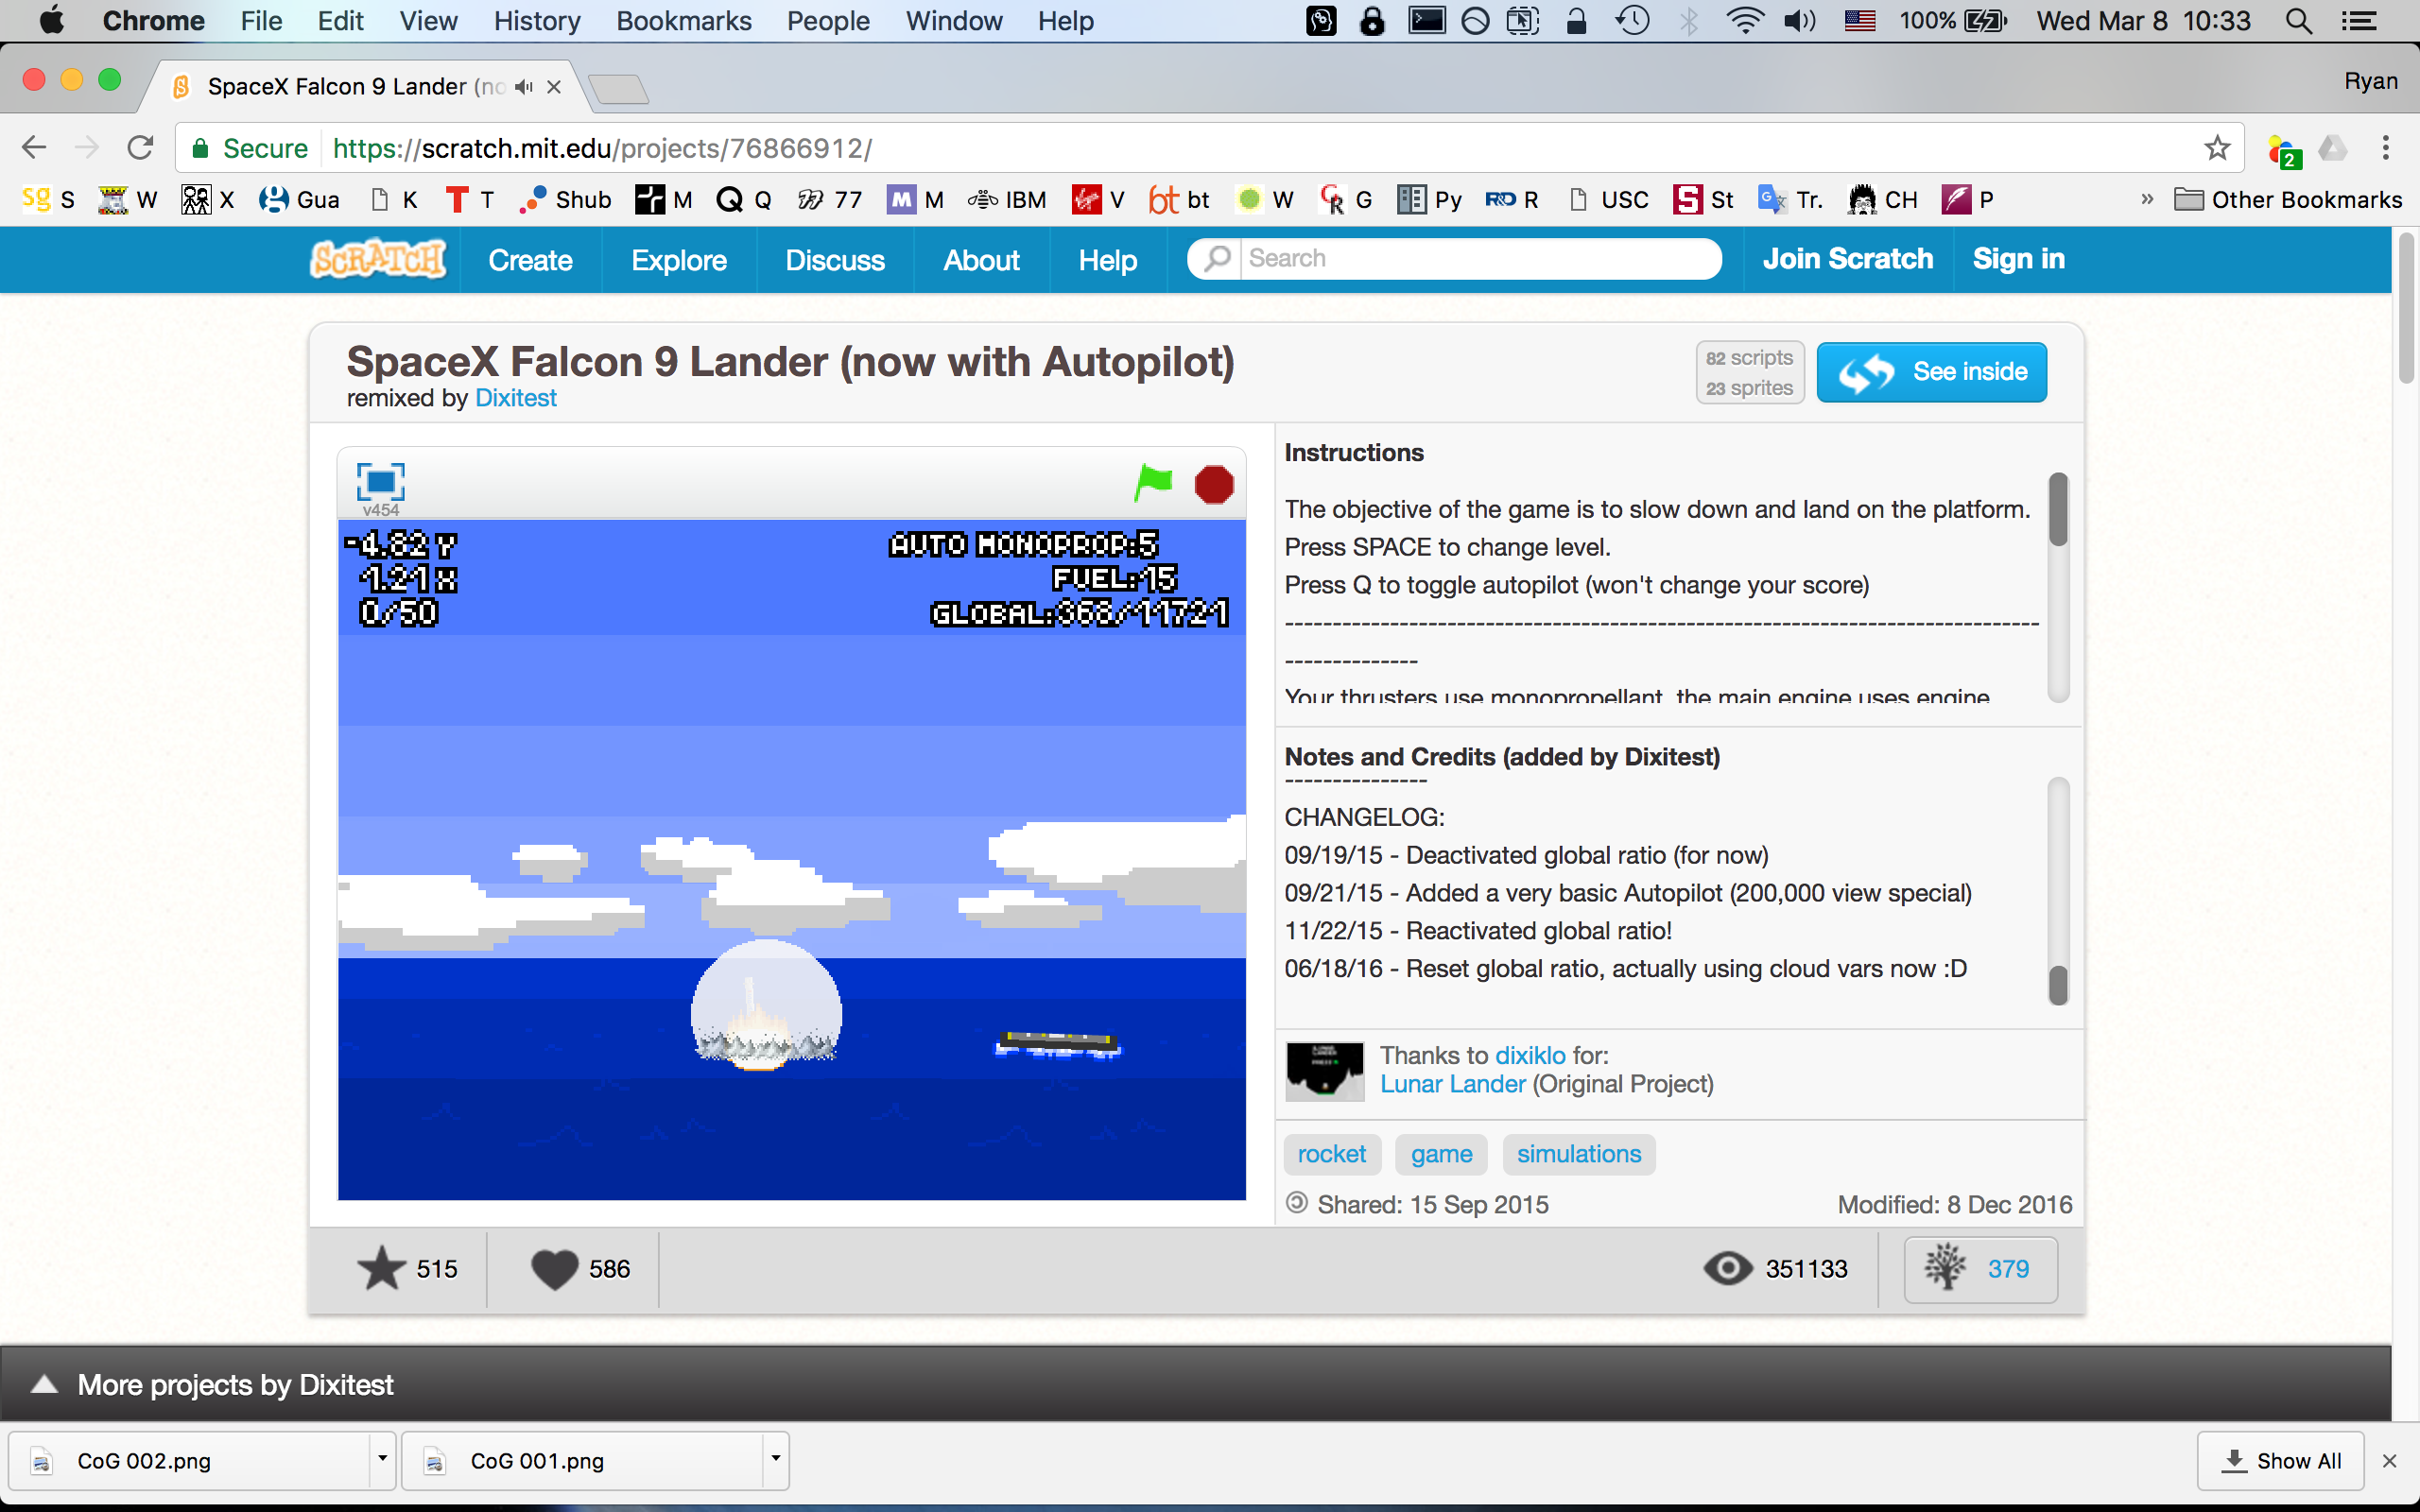 Chrome File Edit View History Bookmarks People Window Help 100% Wed Mar 8 10:33
SpaceX Falcon 9 Lander (no
Ryan
Secure https://scratch.mit.edu/projects/76866912/
2
sg S W X Gua K T T Shub M Q Q 77 M M IBM V bt bt W CR G Py R&D R USC S St Tr. CH P » Other Bookmarks
SCRATCH Create Explore Discuss About Help Search Join Scratch Sign in
SpaceX Falcon 9 Lander (now with Autopilot)
remixed by Dixitest
82 scripts
23 sprites
See inside
v454
-4.82 Y
1.21 X
0/50
AUTO MONOPROP:5
FUEL:15
GLOBAL:368/11721
Instructions
The objective of the game is to slow down and land on the platform.
Press SPACE to change level.
Press Q to toggle autopilot (won't change your score)
-------------------------------------------------------------------------------
--------------
Your thrusters use monopropellant, the main engine uses engine
Notes and Credits (added by Dixitest)
---------------
CHANGELOG:
09/19/15 - Deactivated global ratio (for now)
09/21/15 - Added a very basic Autopilot (200,000 view special)
11/22/15 - Reactivated global ratio!
06/18/16 - Reset global ratio, actually using cloud vars now :D
Thanks to dixiklo for:
Lunar Lander (Original Project)
rocket game simulations
Shared: 15 Sep 2015 Modified: 8 Dec 2016
515 586 351133 379
More projects by Dixitest
CoG 002.png CoG 001.png Show All